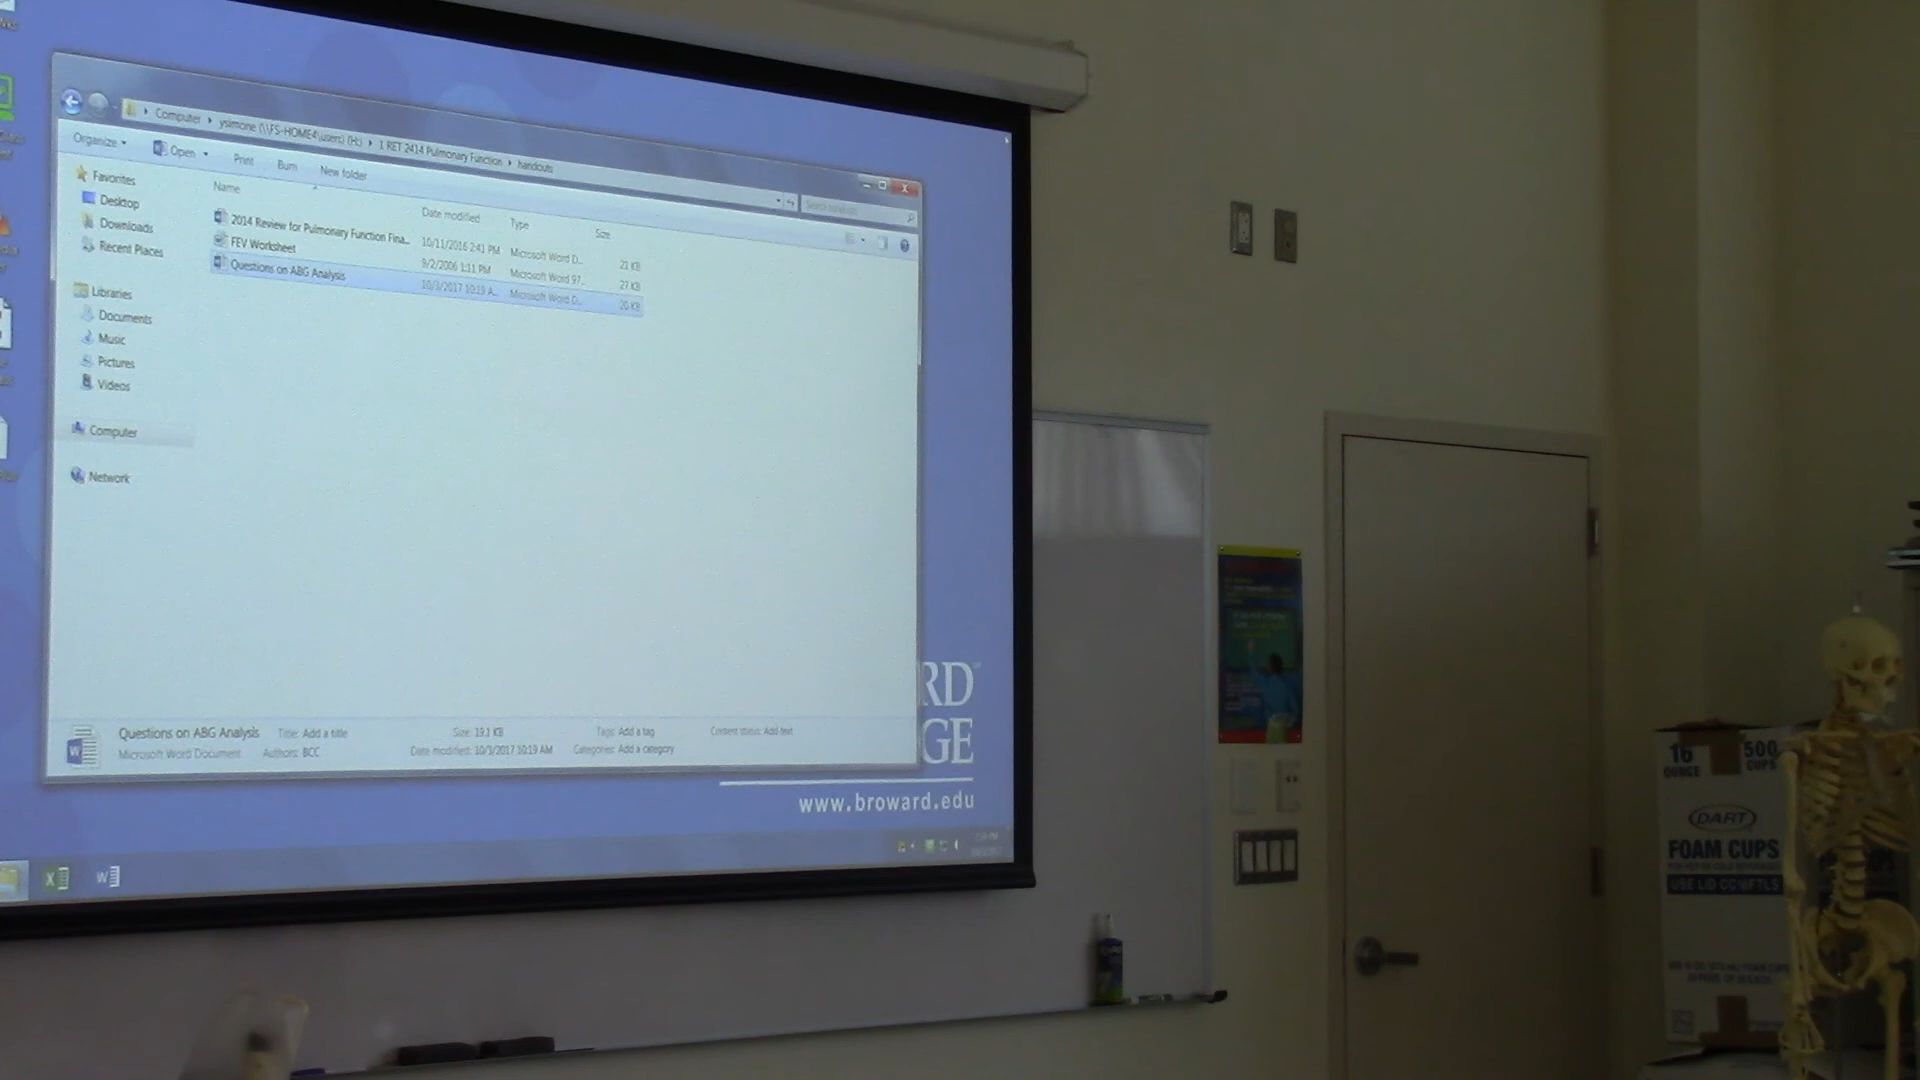 Computer ysimone (\\FS-HOME4\users) (H:) 1 RET 2414 Pulmonary Function handouts
Organize Open Print Burn New folder
Name Date modified Type Size
2014 Review for Pulmonary Function Fina... 10/11/2016 2:41 PM Microsoft Word D... 21 KB
FEV Worksheet 9/2/2006 1:11 PM Microsoft Word 97... 27 KB
Questions on ABG Analysis 10/3/2017 10:19 A... Microsoft Word D... 20 KB
Favorites
Desktop
Downloads
Recent Places
Libraries
Documents
Music
Pictures
Videos
Computer
Network
Questions on ABG Analysis Title: Add a title Size: 19.1 KB Tags: Add a tag Content status: Add text
Microsoft Word Document Authors: BCC Date modified: 10/3/2017 10:19 AM Categories: Add a category
RD
GE
www.broward.edu
16 OUNCE 500 CUPS
DART
FOAM CUPS